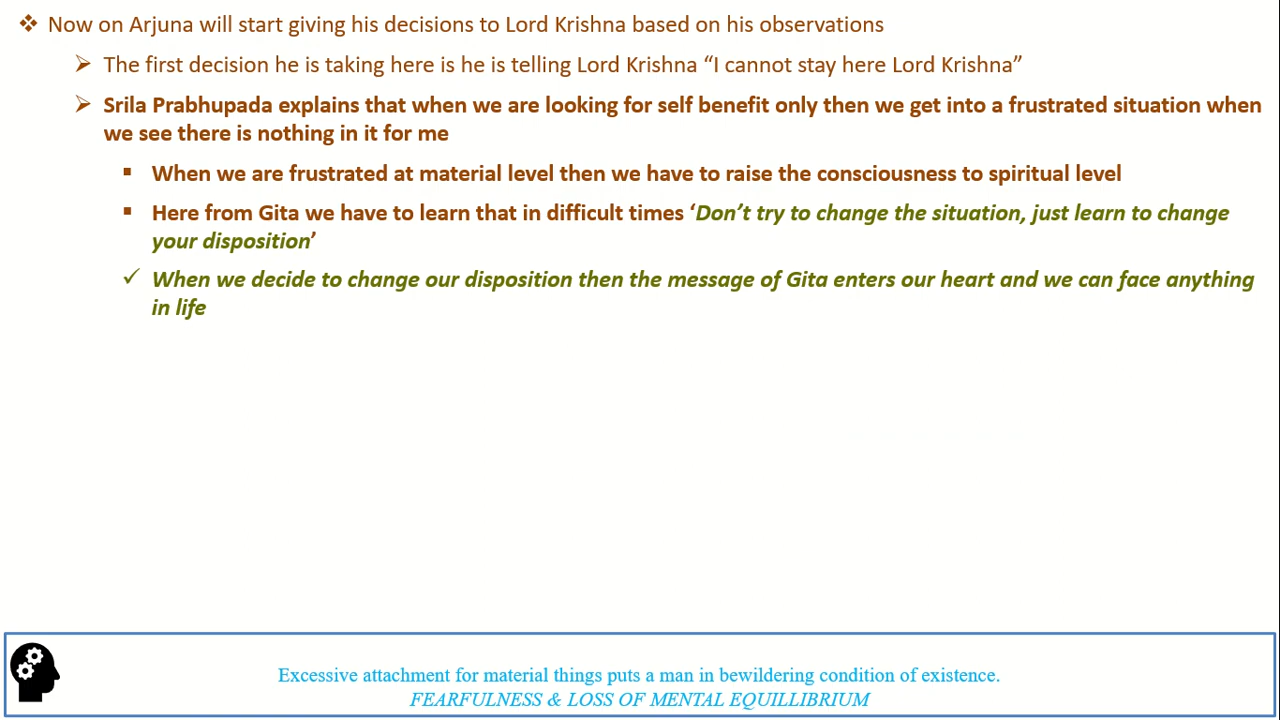 ❖ Now on Arjuna will start giving his decisions to Lord Krishna based on his observations
➢ The first decision he is taking here is he is telling Lord Krishna “I cannot stay here Lord Krishna”
➢ Srila Prabhupada explains that when we are looking for self benefit only then we get into a frustrated situation when
we see there is nothing in it for me
▪ When we are frustrated at material level then we have to raise the consciousness to spiritual level
▪ Here from Gita we have to learn that in difficult times ‘Don’t try to change the situation, just learn to change
your disposition’
✓ When we decide to change our disposition then the message of Gita enters our heart and we can face anything
in life
Excessive attachment for material things puts a man in bewildering condition of existence.
FEARFULNESS & LOSS OF MENTAL EQUILLIBRIUM